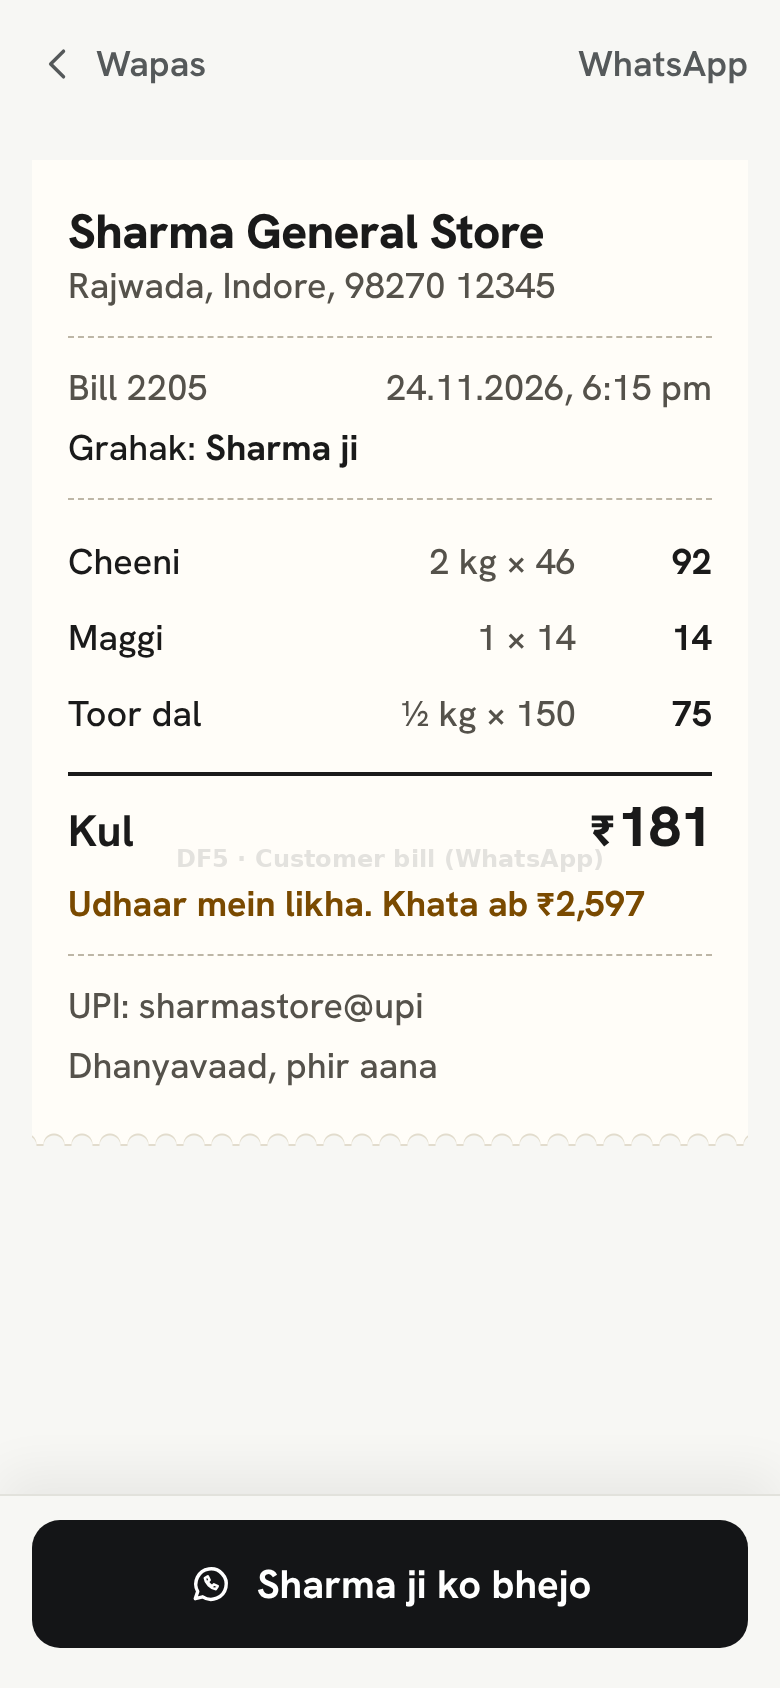 Wapas WhatsApp
Sharma General Store
Rajwada, Indore, 98270 12345
Bill 2205 24.11.2026, 6:15 pm
Grahak: Sharma ji
Cheeni 2 kg × 46 92
Maggi 1 × 14 14
Toor dal ½ kg × 150 75
Kul ₹181
DF5 · Customer bill (WhatsApp)
Udhaar mein likha. Khata ab ₹2,597
UPI: sharmastore@upi
Dhanyavaad, phir aana
Sharma ji ko bhejo